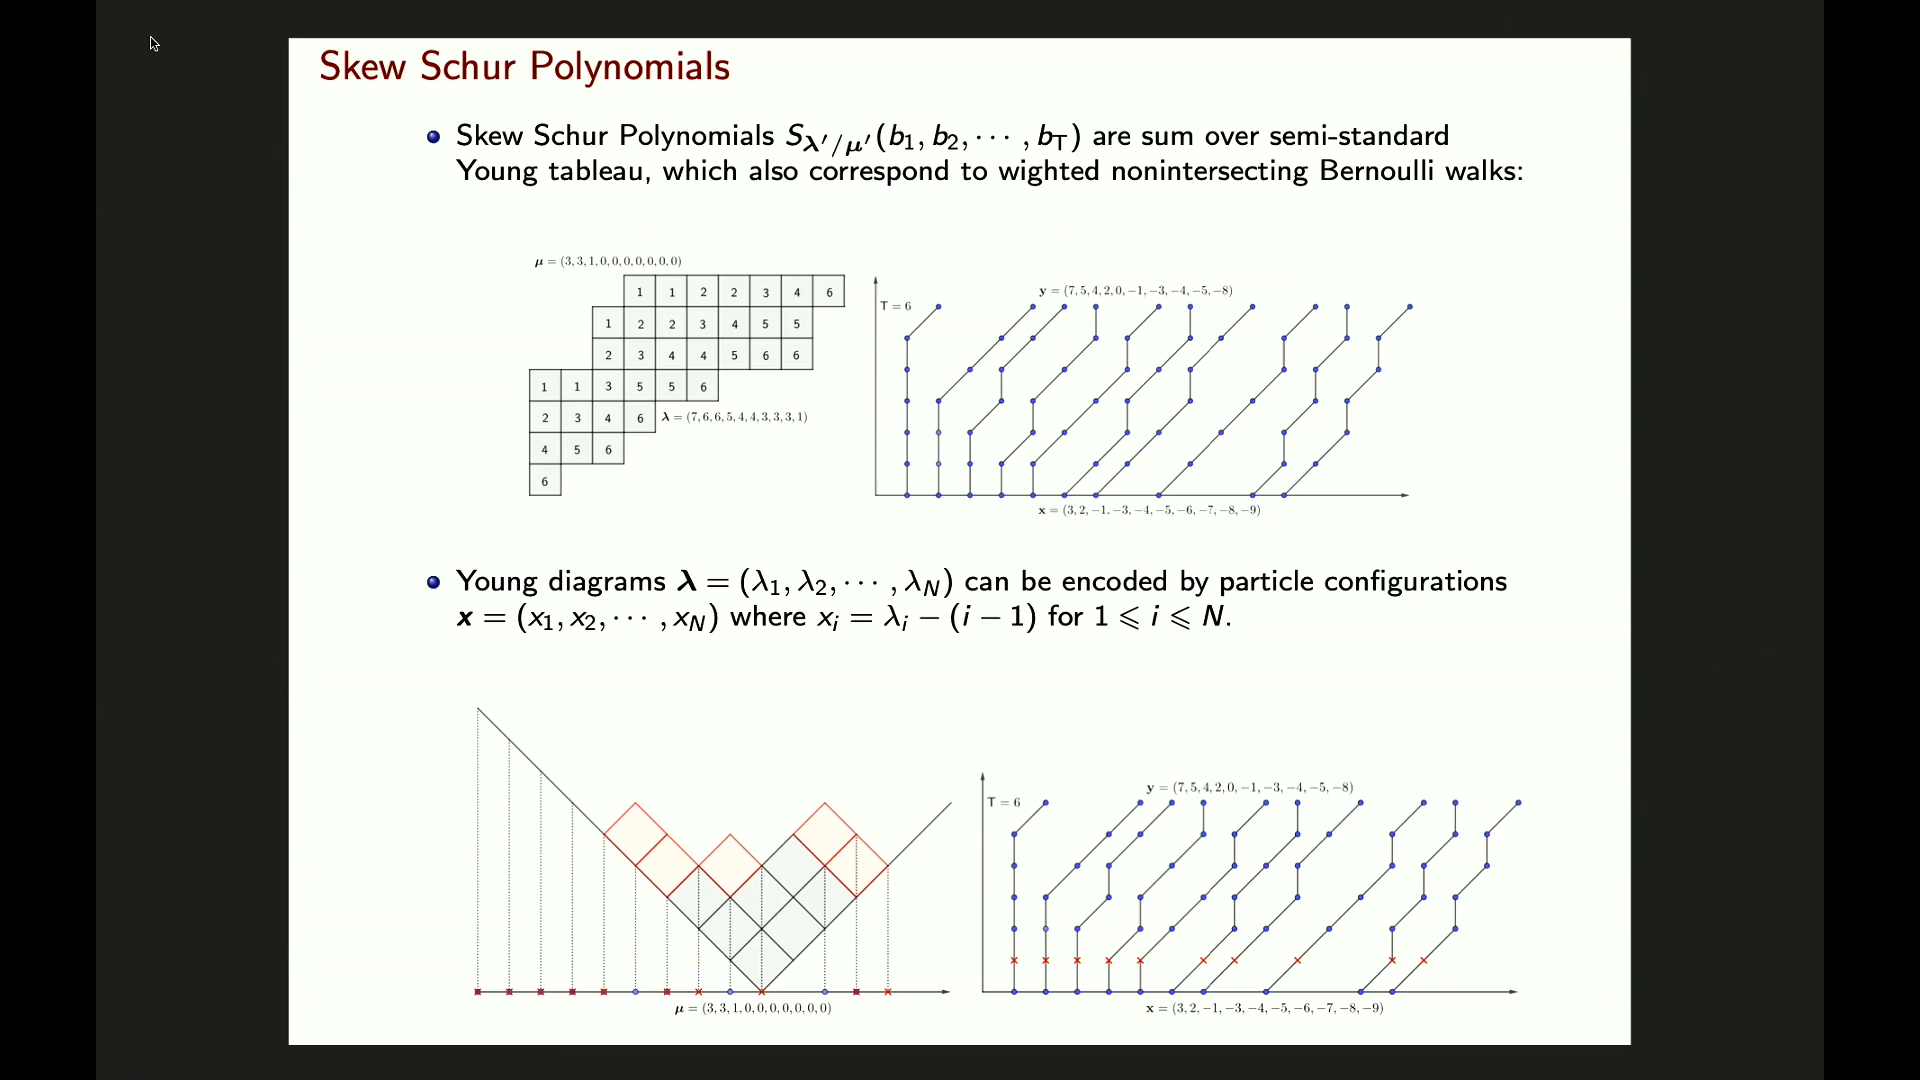 Skew Schur Polynomials
Skew Schur Polynomials S_{λ′/μ′}(b₁, b₂, ⋯ , b_T) are sum over semi-standard
Young tableau, which also correspond to wighted nonintersecting Bernoulli walks:
μ = (3, 3, 1, 0, 0, 0, 0, 0, 0, 0)
1 1 2 2 3 4 6
1 2 2 3 4 5 5
2 3 4 4 5 6 6
1 1 3 5 5 6
2 3 4 6
λ = (7, 6, 6, 5, 4, 4, 3, 3, 3, 1)
4 5 6
6
T = 6
y = (7, 5, 4, 2, 0, −1, −3, −4, −5, −8)
x = (3, 2, −1, −3, −4, −5, −6, −7, −8, −9)
Young diagrams λ = (λ₁, λ₂, ⋯ , λ_N) can be encoded by particle configurations
x = (x₁, x₂, ⋯ , x_N) where x_i = λ_i − (i − 1) for 1 ⩽ i ⩽ N.
μ = (3, 3, 1, 0, 0, 0, 0, 0, 0, 0)
T = 6
y = (7, 5, 4, 2, 0, −1, −3, −4, −5, −8)
x = (3, 2, −1, −3, −4, −5, −6, −7, −8, −9)